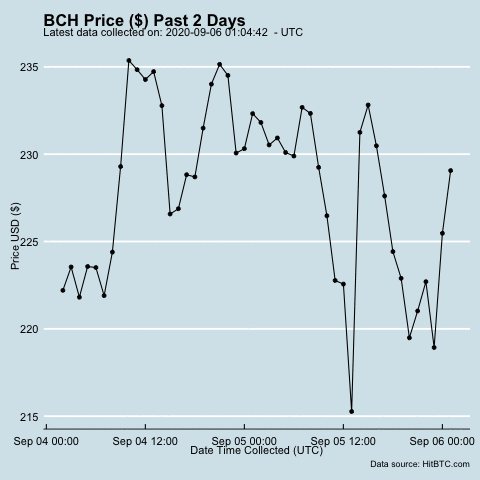 BCH Price ($) Past 2 Days
Latest data collected on: 2020-09-06 01:04:42  - UTC
235
230
225
220
215
Price USD ($)
Sep 04 00:00 Sep 04 12:00 Sep 05 00:00 Sep 05 12:00 Sep 06 00:00
Date Time Collected (UTC)
Data source: HitBTC.com